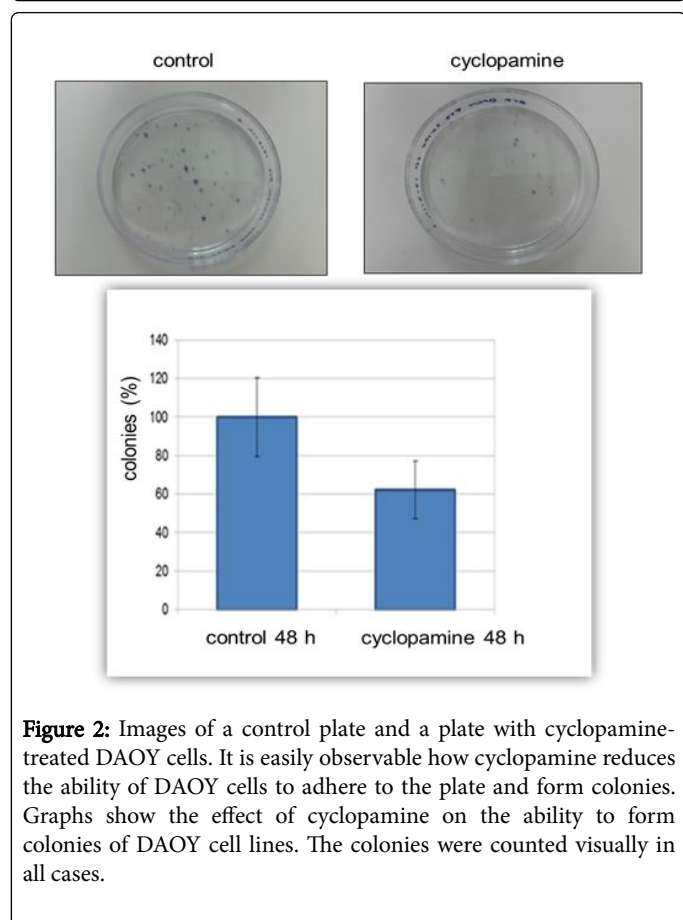 control
cyclopamine
140
120
100
80
60
40
20
0
colonies (%)
control 48 h
cyclopamine 48 h
Figure 2: Images of a control plate and a plate with cyclopamine-
treated DAOY cells. It is easily observable how cyclopamine reduces
the ability of DAOY cells to adhere to the plate and form colonies.
Graphs show the effect of cyclopamine on the ability to form
colonies of DAOY cell lines. The colonies were counted visually in
all cases.